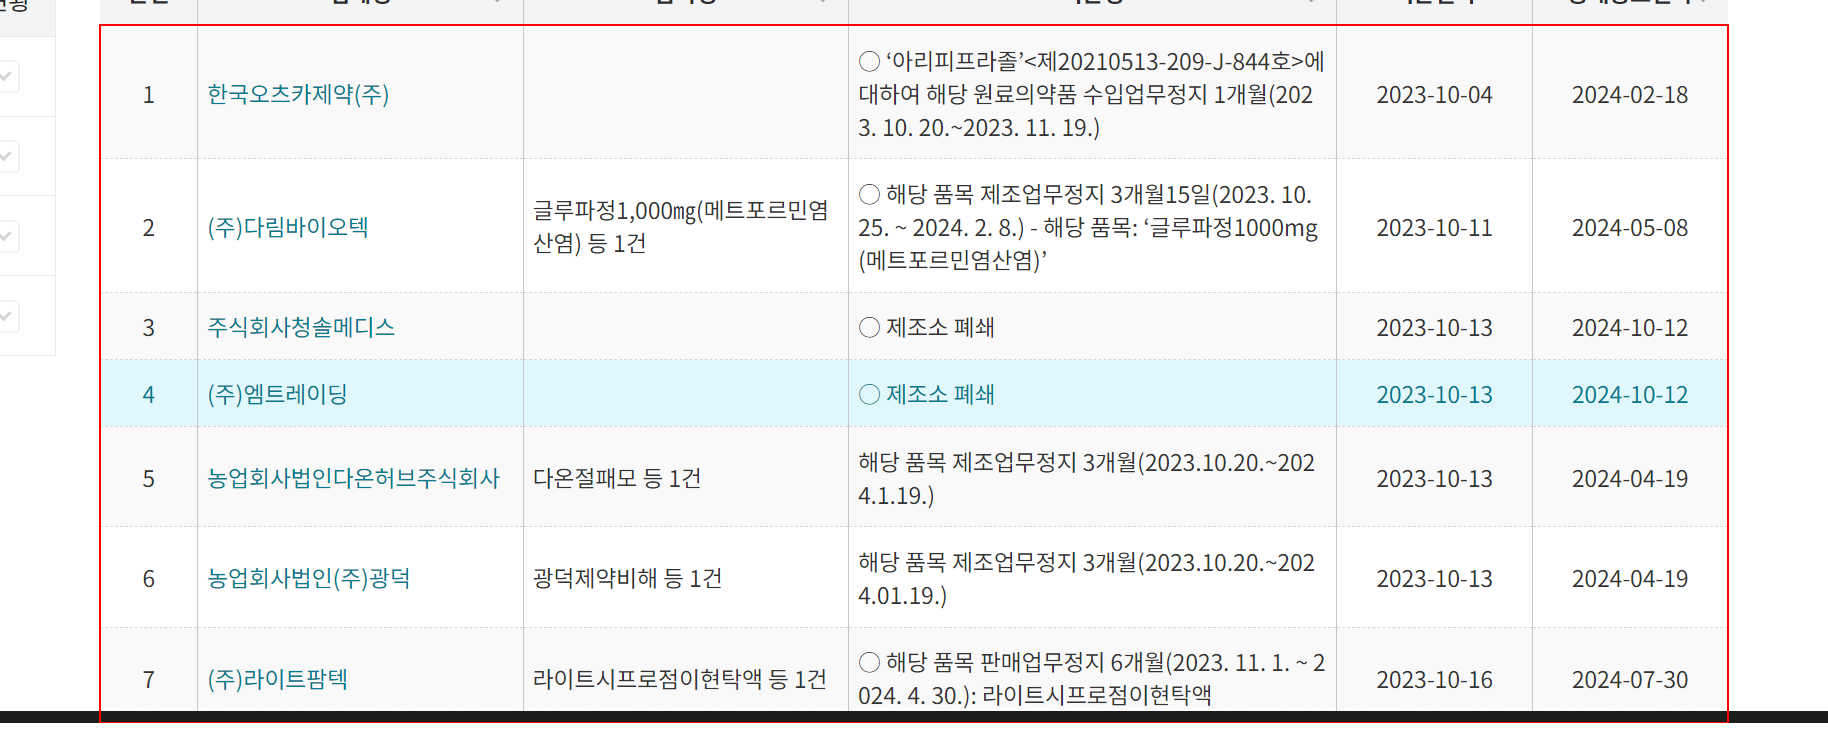 1
한국오츠카제약(주)
○ ‘아리피프라졸’<제20210513-209-J-844호>에
대하여 해당 원료의약품 수입업무정지 1개월(202
3. 10. 20.~2023. 11. 19.)
2023-10-04
2024-02-18
2
(주)다림바이오텍
글루파정1,000㎎(메트포르민염
산염) 등 1건
○ 해당 품목 제조업무정지 3개월15일(2023. 10.
25. ~ 2024. 2. 8.) - 해당 품목: ‘글루파정1000mg
(메트포르민염산염)’
2023-10-11
2024-05-08
3
주식회사청솔메디스
○ 제조소 폐쇄
2023-10-13
2024-10-12
4
(주)엠트레이딩
○ 제조소 폐쇄
2023-10-13
2024-10-12
5
농업회사법인다온허브주식회사
다온절패모 등 1건
해당 품목 제조업무정지 3개월(2023.10.20.~202
4.1.19.)
2023-10-13
2024-04-19
6
농업회사법인(주)광덕
광덕제약비해 등 1건
해당 품목 제조업무정지 3개월(2023.10.20.~202
4.01.19.)
2023-10-13
2024-04-19
7
(주)라이트팜텍
라이트시프로점이현탁액 등 1건
○ 해당 품목 판매업무정지 6개월(2023. 11. 1. ~ 2
024. 4. 30.): 라이트시프로점이현탁액
2023-10-16
2024-07-30